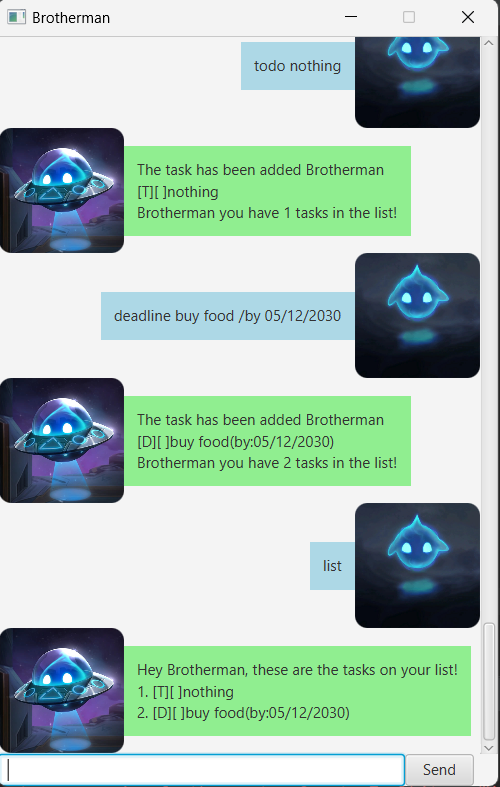 Brotherman
todo nothing
The task has been added Brotherman
[T][ ]nothing
Brotherman you have 1 tasks in the list!
deadline buy food /by 05/12/2030
The task has been added Brotherman
[D][ ]buy food(by:05/12/2030)
Brotherman you have 2 tasks in the list!
list
Hey Brotherman, these are the tasks on your list!
1. [T][ ]nothing
2. [D][ ]buy food(by:05/12/2030)
Send